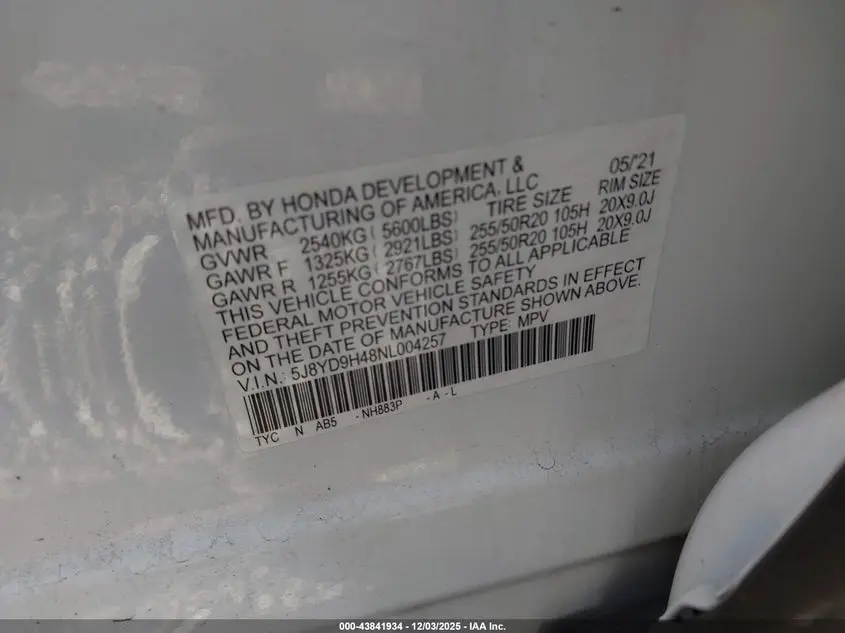 MFD. BY HONDA DEVELOPMENT & 05/'21
MANUFACTURING OF AMERICA, LLC
TIRE SIZE RIM SIZE
GVWR 2540KG ( 5600LBS)
GAWR F 1325KG ( 2921LBS) 255/50R20 105H 20X9.0J
GAWR R 1255KG ( 2767LBS) 255/50R20 105H 20X9.0J
THIS VEHICLE CONFORMS TO ALL APPLICABLE
FEDERAL MOTOR VEHICLE SAFETY
AND THEFT PREVENTION STANDARDS IN EFFECT
ON THE DATE OF MANUFACTURE SHOWN ABOVE.
V.I.N.: 5J8YD9H48NL004257 TYPE: MPV
TYC N AB5 - NH883P - A - L
000-43841934 - 12/03/2025 - IAA Inc.